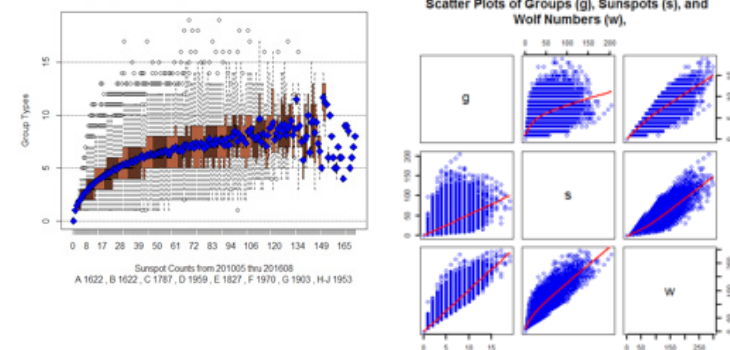 Group Types
15
10
5
0
0 8 17 28 39 50 61 72 83 94 106 120 134 149 165
Sunspot Counts from 201005 thru 201608
A 1622 , B 1622 , C 1787 , D 1959 , E 1827 , F 1970 , G 1903 , H-J 1953
Scatter Plots of Groups (g), Sunspots (s), and
Wolf Numbers (w),
0 50 100 200
g
s
0 50 100 200
w
0 5 10 15
0 50 150 250